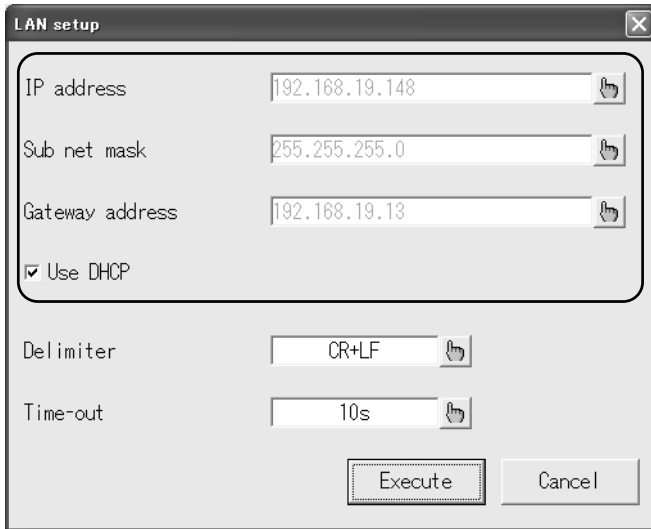 LAN setup
IP address 192.168.19.148
Sub net mask 255.255.255.0
Gateway address 192.168.19.13
Use DHCP
Delimiter CR+LF
Time-out 10s
Execute Cancel